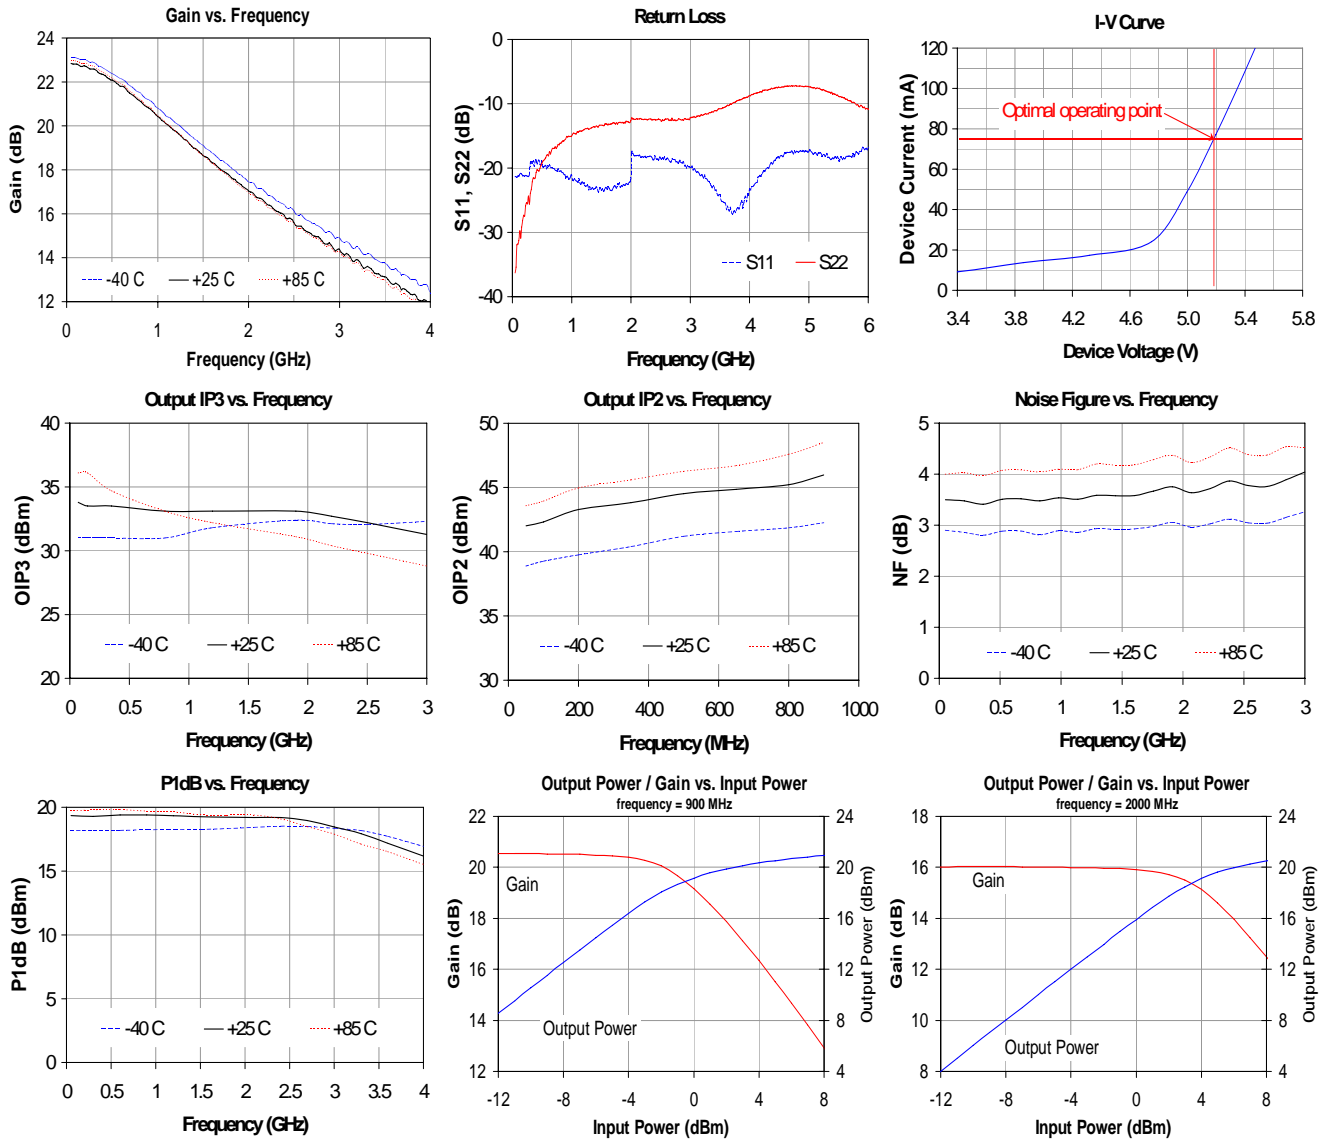 Gain vs. Frequency
24
22
20
18
16
14
12
Gain (dB)
-40 C
+25 C
+85 C
0
1
2
3
4
Frequency (GHz)
Return Loss
0
-10
-20
-30
-40
S11, S22 (dB)
S11
S22
0
1
2
3
4
5
6
Frequency (GHz)
I-V Curve
120
100
80
60
40
20
0
Device Current (mA)
Optimal operating point
3.4
3.8
4.2
4.6
5.0
5.4
5.8
Device Voltage (V)
Output IP3 vs. Frequency
40
35
30
25
20
OIP3 (dBm)
-40 C
+25 C
+85 C
0
0.5
1
1.5
2
2.5
3
Frequency (GHz)
Output IP2 vs. Frequency
50
45
40
35
30
OIP2 (dBm)
-40 C
+25 C
+85 C
0
200
400
600
800
1000
Frequency (MHz)
Noise Figure vs. Frequency
5
4
3
2
1
0
NF (dB)
-40 C
+25 C
+85 C
0
0.5
1
1.5
2
2.5
3
Frequency (GHz)
P1dB vs. Frequency
20
15
10
5
0
P1dB (dBm)
-40 C
+25 C
+85 C
0
0.5
1
1.5
2
2.5
3
3.5
4
Frequency (GHz)
Output Power / Gain vs. Input Power
frequency = 900 MHz
22
20
18
16
14
12
Gain (dB)
Gain
Output Power
24
20
16
12
8
4
Output Power (dBm)
-12
-8
-4
0
4
8
Input Power (dBm)
Output Power / Gain vs. Input Power
frequency = 2000 MHz
18
16
14
12
10
8
Gain (dB)
Gain
Output Power
24
20
16
12
8
4
Output Power (dBm)
-12
-8
-4
0
4
8
Input Power (dBm)